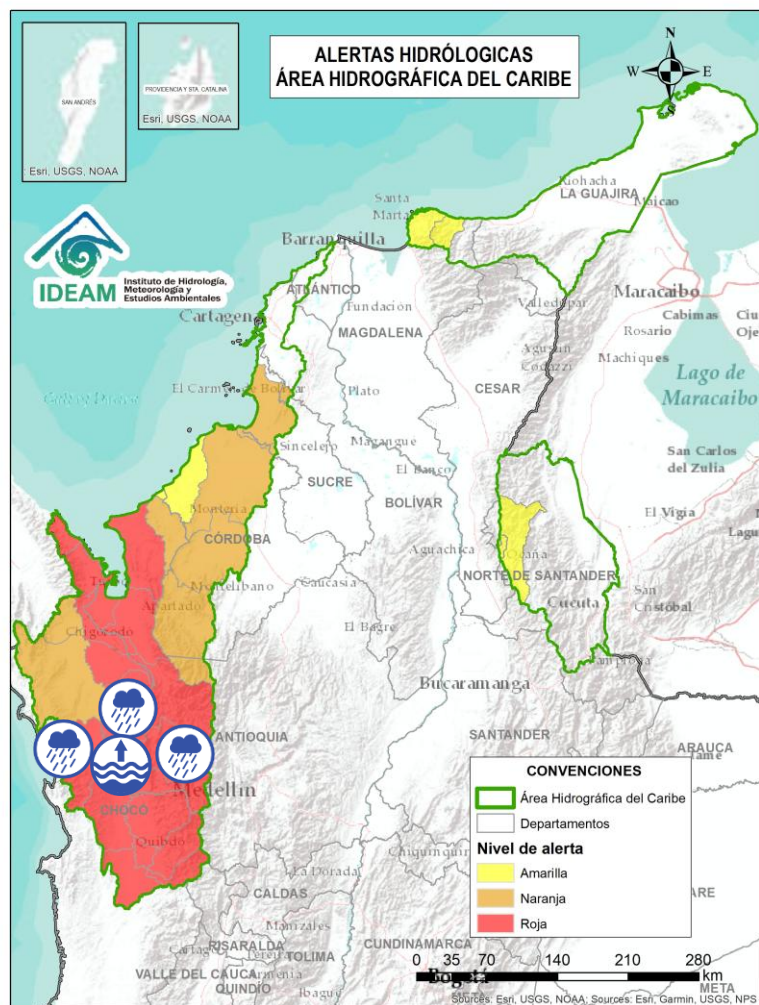 ALERTAS HIDRÓLOGICAS
ÁREA HIDROGRÁFICA DEL CARIBE
N
W
E
S
SAN ANDRÉS
PROVIDENCIA Y STA. CATALINA
Esri, USGS, NOAA
Esri, USGS, NOAA
IDEAM
Instituto de Hidrología,
Meteorología y
Estudios Ambientales
Santa
Marta
Riohacha
LA GUAJIRA
Maicao
Barranquilla
ATLÁNTICO
Fundación
Valledupar
Maracaibo
Cabimas
Cartagena
MAGDALENA
Rosario
Agustín
Codazzi
Machiques
CESAR
El Carmen de Bolívar
Plato
Lago de
Maracaibo
Sincelejo
Magangué
El Banco
San Carlos
del Zulia
SUCRE
BOLÍVAR
Montería
El Vigía
CÓRDOBA
Aguachica
Ocaña
NORTE DE SANTANDER
Montelíbano
Caucasia
San
Cristóbal
Apartadó
Cúcuta
El Bagre
Chigorodó
Pamplona
Bucaramanga
ANTIOQUIA
SANTANDER
ARAUCA
Medellín
CHOCÓ
Quibdó
Chiquinquirá
La Dorada
CALDAS
Manizales
RISARALDA
Cartago
Pereira
TOLIMA
CUNDINAMARCA
VALLE DEL CAUCA
Armenia
QUINDÍO
Ibagué
Bogotá
META
CONVENCIONES
Área Hidrográfica del Caribe
Departamentos
Nivel de alerta
Amarilla
Naranja
Roja
0 35 70 140 210 280
km
Sources: Esri, USGS, NOAA; Sources: Esri, Garmin, USGS, NPS